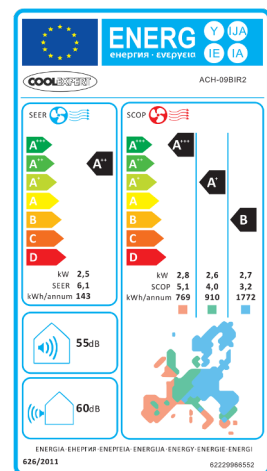 ENERG
енергия · ενεργεια
Y IJA
IE IA
COOLEXPERT
ACH-09BIR2
SEER
SCOP
A+++
A++
A+
A
B
C
D
A++
A+++
A++
A+
A
B
C
D
A+++
A+
B
kW 2,5
SEER 6,1
kWh/annum 143
kW 2,8 2,6 2,7
SCOP 5,1 4,0 3,2
kWh/annum 769 910 1772
55dB
60dB
ENERGIA·ЕНЕРГИЯ·ΕΝΕΡΓΕΙΑ·ENERGIJA·ENERGY·ENERGIE·ENERGI
626/2011
62229986552